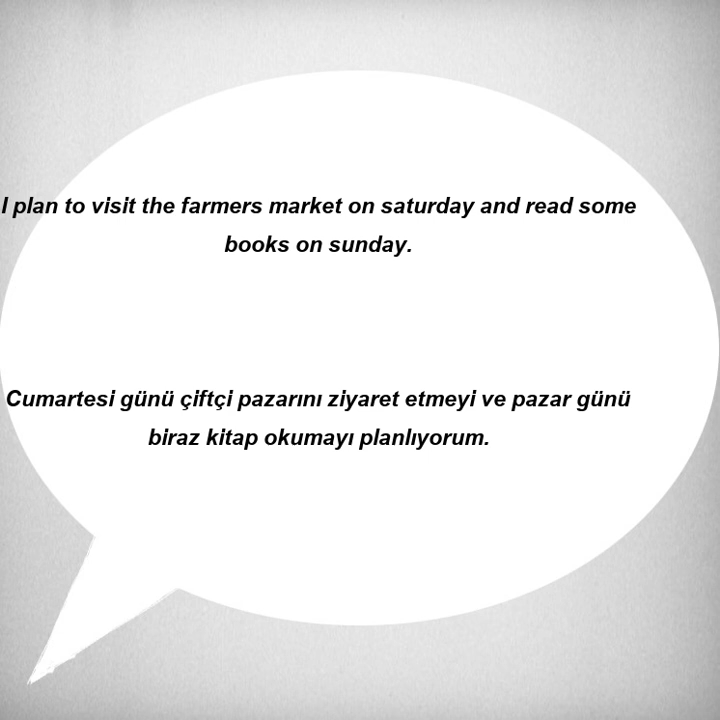 I plan to visit the farmers market on saturday and read some
books on sunday.
Cumartesi günü çiftçi pazarını ziyaret etmeyi ve pazar günü
biraz kitap okumayı planlıyorum.